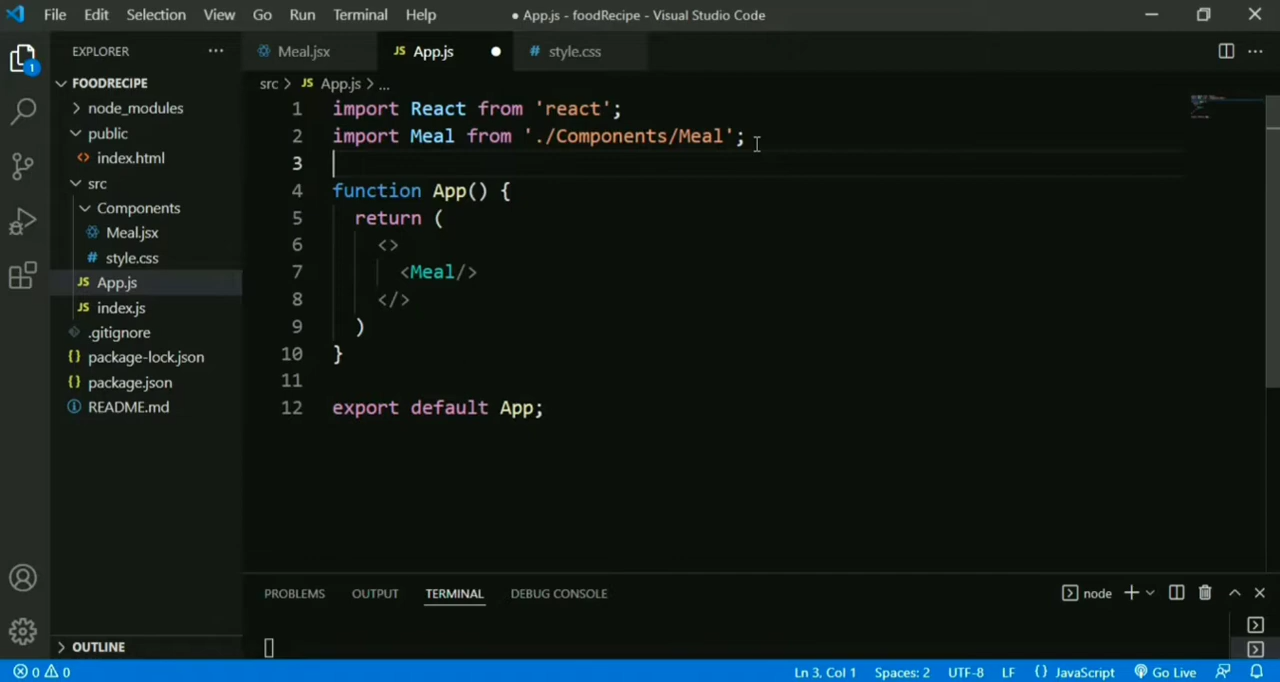 File Edit Selection View Go Run Terminal Help ● App.js - foodRecipe - Visual Studio Code
EXPLORER ···
Meal.jsx
JS App.js ●
# style.css
1
FOODRECIPE
node_modules
public
<> index.html
src
Components
Meal.jsx
# style.css
JS App.js
JS index.js
.gitignore
{} package-lock.json
{} package.json
README.md
OUTLINE
src > JS App.js > ...
1 import React from 'react';
2 import Meal from './Components/Meal';
3
4 function App() {
5 return (
6 <>
7 <Meal/>
8 </>
9 )
10 }
11
12 export default App;
PROBLEMS OUTPUT TERMINAL DEBUG CONSOLE node
0 0 Ln 3, Col 1 Spaces: 2 UTF-8 LF {} JavaScript Go Live